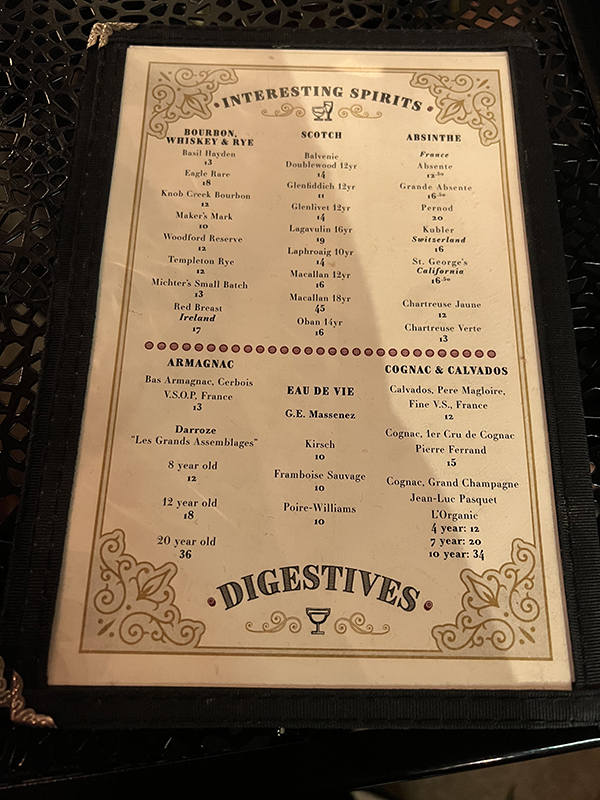 INTERESTING SPIRITS
BOURBON,
WHISKEY & RYE
Basil Hayden
13
Eagle Rare
18
Knob Creek Bourbon
12
Maker's Mark
10
Woodford Reserve
12
Templeton Rye
12
Michter's Small Batch
13
Red Breast
Ireland
17
SCOTCH
Balvenie
Doublewood 12yr
14
Glenfiddich 12yr
11
Glenlivet 12yr
14
Lagavulin 16yr
19
Laphroaig 10yr
14
Macallan 12yr
16
Macallan 18yr
45
Oban 14yr
16
ABSINTHE
France
Absente
12.50
Grande Absente
16.50
Pernod
20
Kubler
Switzerland
16
St. George's
California
16.50
Chartreuse Jaune
12
Chartreuse Verte
13
ARMAGNAC
Bas Armagnac, Cerbois
V.S.O.P, France
13
Darroze
"Les Grands Assemblages"
8 year old
12
12 year old
18
20 year old
36
EAU DE VIE
G.E. Massenez
Kirsch
10
Framboise Sauvage
10
Poire-Williams
10
COGNAC & CALVADOS
Calvados, Pere Magloire,
Fine V.S., France
12
Cognac, 1er Cru de Cognac
Pierre Ferrand
15
Cognac, Grand Champagne
Jean-Luc Pasquet
L'Organic
4 year: 12
7 year: 20
10 year: 34
DIGESTIVES